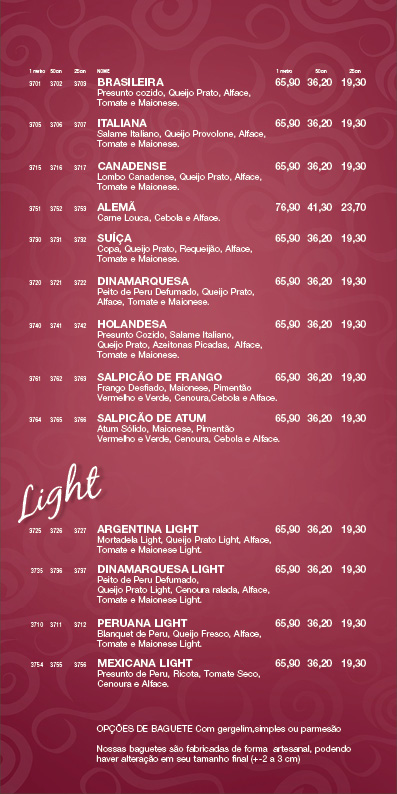 1 metro 50cm 25cm NOME 1 metro 50cm 25cm
3701 3702 3703 BRASILEIRA 65,90 36,20 19,30
Presunto cozido, Queijo Prato, Alface,
Tomate e Maionese.
3705 3706 3707 ITALIANA 65,90 36,20 19,30
Salame Italiano, Queijo Provolone, Alface,
Tomate e Maionese.
3715 3716 3717 CANADENSE 65,90 36,20 19,30
Lombo Canadense, Queijo Prato, Alface,
Tomate e Maionese.
3751 3752 3753 ALEMÃ 76,90 41,30 23,70
Carne Louca, Cebola e Alface.
3730 3731 3732 SUÍÇA 65,90 36,20 19,30
Copa, Queijo Prato, Requeijão, Alface,
Tomate e Maionese.
3720 3721 3722 DINAMARQUESA 65,90 36,20 19,30
Peito de Peru Defumado, Queijo Prato,
Alface, Tomate e Maionese.
3740 3741 3742 HOLANDESA 65,90 36,20 19,30
Presunto Cozido, Salame Italiano,
Queijo Prato, Azeitonas Picadas, Alface,
Tomate e Maionese.
3761 3762 3763 SALPICÃO DE FRANGO 65,90 36,20 19,30
Frango Desfiado, Maionese, Pimentão
Vermelho e Verde, Cenoura,Cebola e Alface.
3764 3765 3766 SALPICÃO DE ATUM 65,90 36,20 19,30
Atum Sólido, Maionese, Pimentão
Vermelho e Verde, Cenoura, Cebola e Alface.
Light
3725 3726 3727 ARGENTINA LIGHT 65,90 36,20 19,30
Mortadela Light, Queijo Prato Light, Alface,
Tomate e Maionese Light.
3735 3736 3737 DINAMARQUESA LIGHT 65,90 36,20 19,30
Peito de Peru Defumado,
Queijo Prato Light, Cenoura ralada, Alface,
Tomate e Maionese Light.
3710 3711 3712 PERUANA LIGHT 65,90 36,20 19,30
Blanquet de Peru, Queijo Fresco, Alface,
Tomate e Maionese Light.
3754 3755 3756 MEXICANA LIGHT 65,90 36,20 19,30
Presunto de Peru, Ricota, Tomate Seco,
Cenoura e Alface.
OPÇÕES DE BAGUETE Com gergelim,simples ou parmesão
Nossas baguetes são fabricadas de forma artesanal, podendo
haver alteração em seu tamanho final (+-2 a 3 cm)